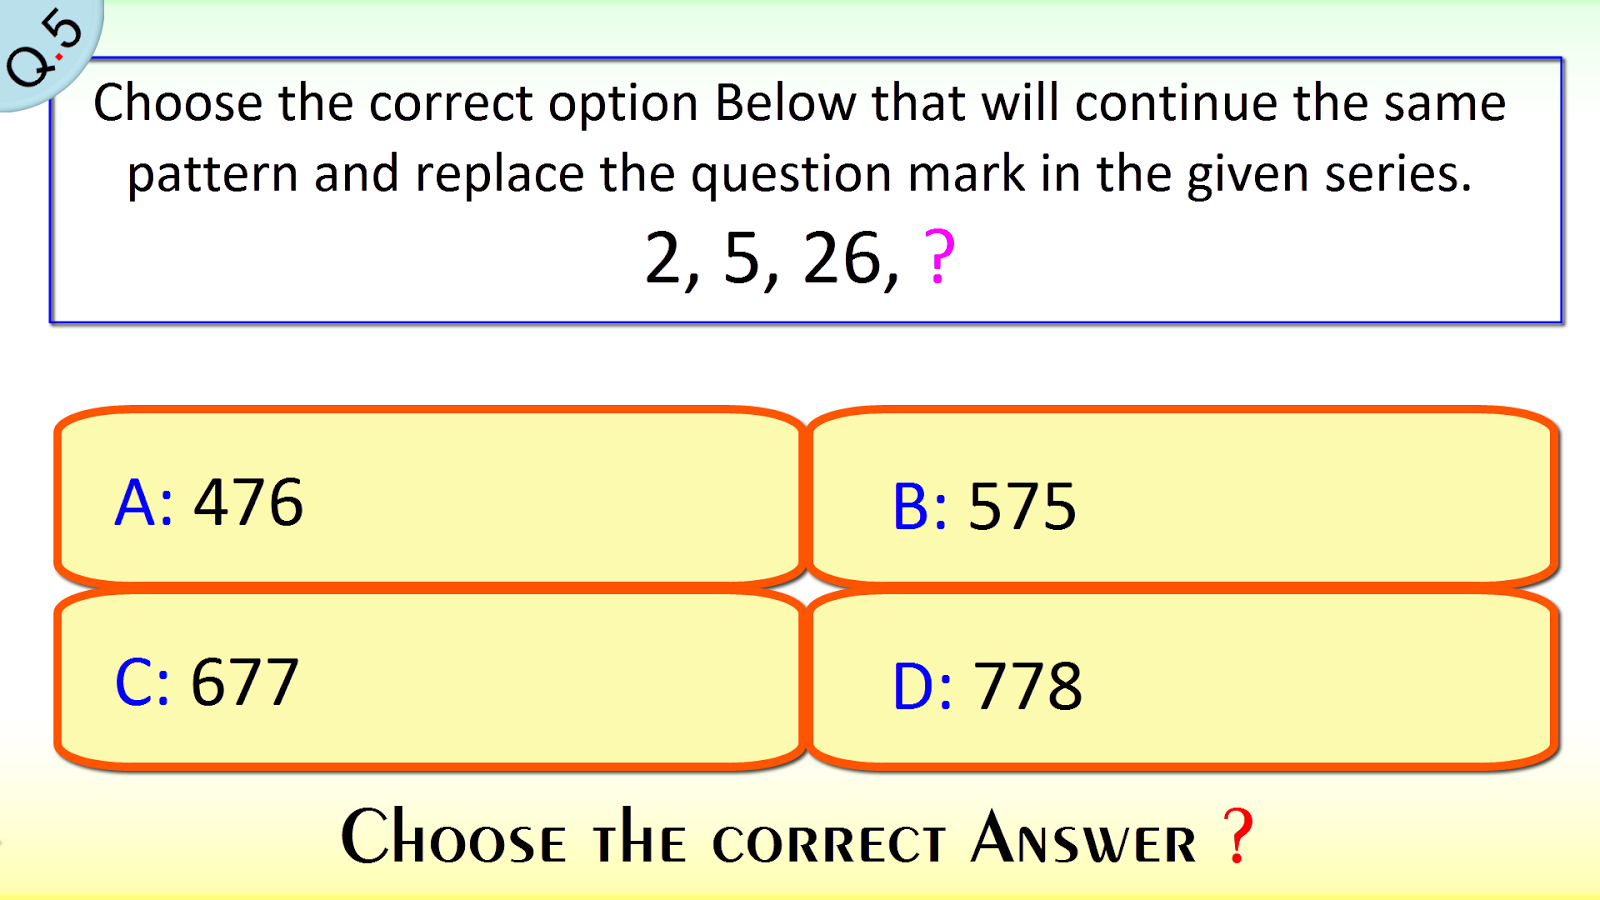 Q.5
Choose the correct option Below that will continue the same
pattern and replace the question mark in the given series.
2, 5, 26, ?
A: 476
B: 575
C: 677
D: 778
Choose the correct Answer ?